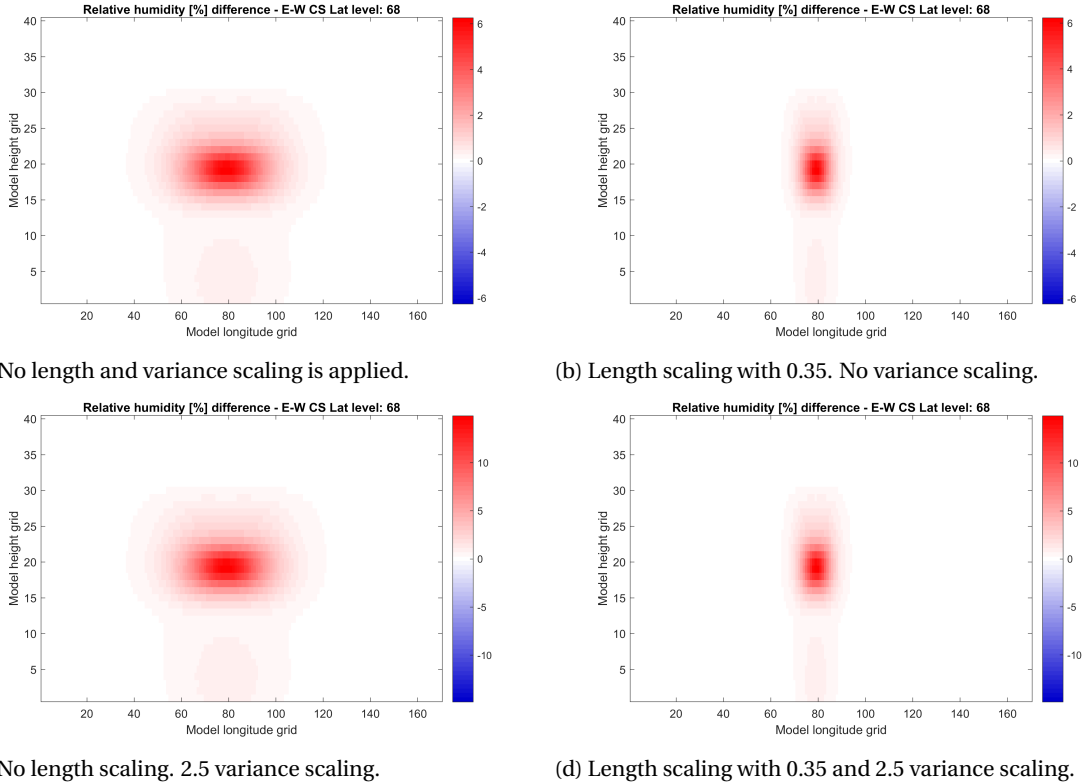 Relative humidity [%] difference - E-W CS Lat level: 68
40
35
30
25
20
15
10
5
Model height grid
20 40 60 80 100 120 140 160
Model longitude grid
6
4
2
0
-2
-4
-6
No length and variance scaling is applied.
Relative humidity [%] difference - E-W CS Lat level: 68
40
35
30
25
20
15
10
5
Model height grid
20 40 60 80 100 120 140 160
Model longitude grid
6
4
2
0
-2
-4
-6
(b) Length scaling with 0.35. No variance scaling.
Relative humidity [%] difference - E-W CS Lat level: 68
40
35
30
25
20
15
10
5
Model height grid
20 40 60 80 100 120 140 160
Model longitude grid
10
5
0
-5
-10
No length scaling. 2.5 variance scaling.
Relative humidity [%] difference - E-W CS Lat level: 68
40
35
30
25
20
15
10
5
Model height grid
20 40 60 80 100 120 140 160
Model longitude grid
10
5
0
-5
-10
(d) Length scaling with 0.35 and 2.5 variance scaling.